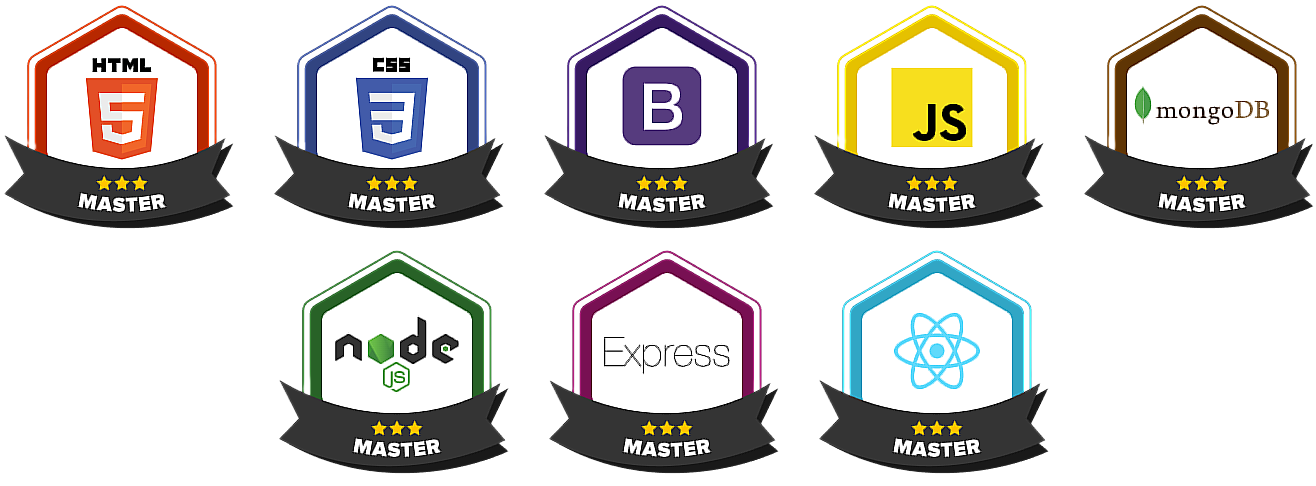 HTML
5
MASTER
CSS
3
MASTER
B
MASTER
JS
MASTER
mongoDB
MASTER
node
JS
MASTER
Express
MASTER
MASTER